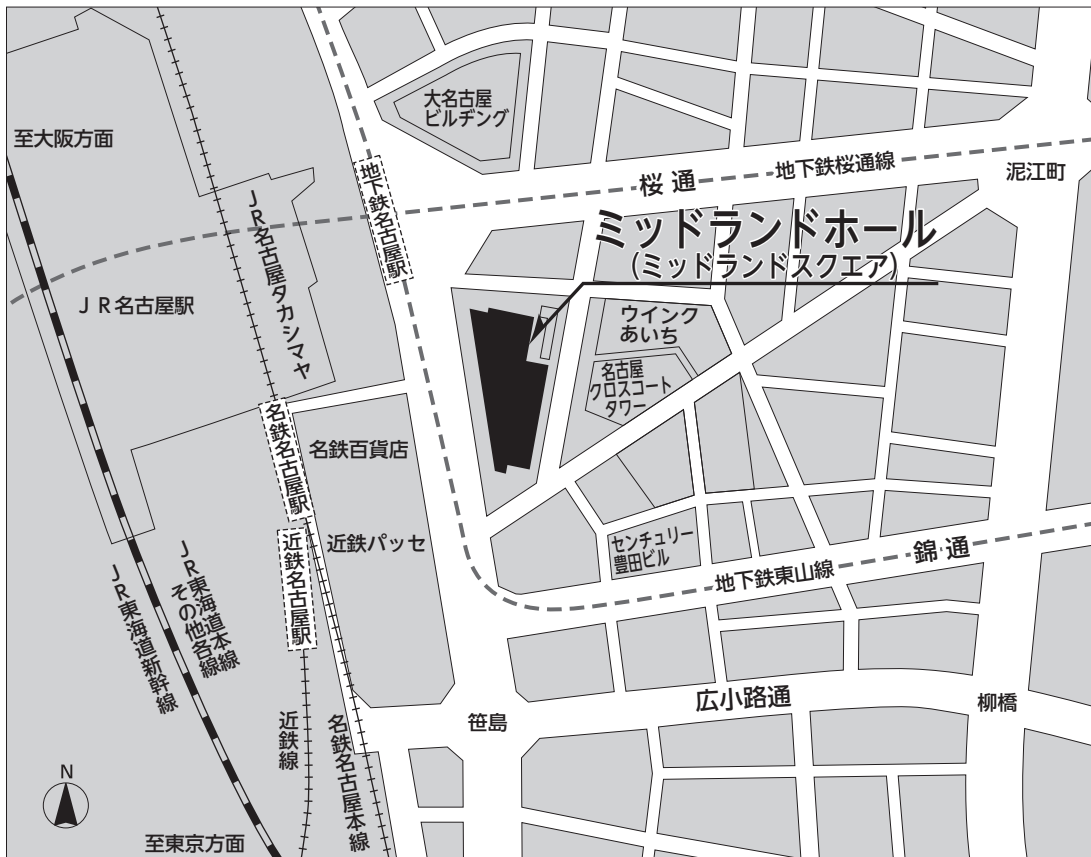 大名古屋
ビルヂング
至大阪方面
地下鉄名古屋駅
桜通
地下鉄桜通線
泥江町
ミッドランドホール
(ミッドランドスクエア)
JR名古屋タカシマヤ
JR名古屋駅
ウインク
あいち
名古屋
クロスコート
タワー
名鉄名古屋駅
名鉄百貨店
近鉄名古屋駅
近鉄パッセ
センチュリー
豊田ビル
地下鉄東山線
錦通
JR東海道本線
その他各線
JR東海道新幹線
広小路通
笹島
柳橋
近鉄線
名鉄名古屋本線
N
至東京方面